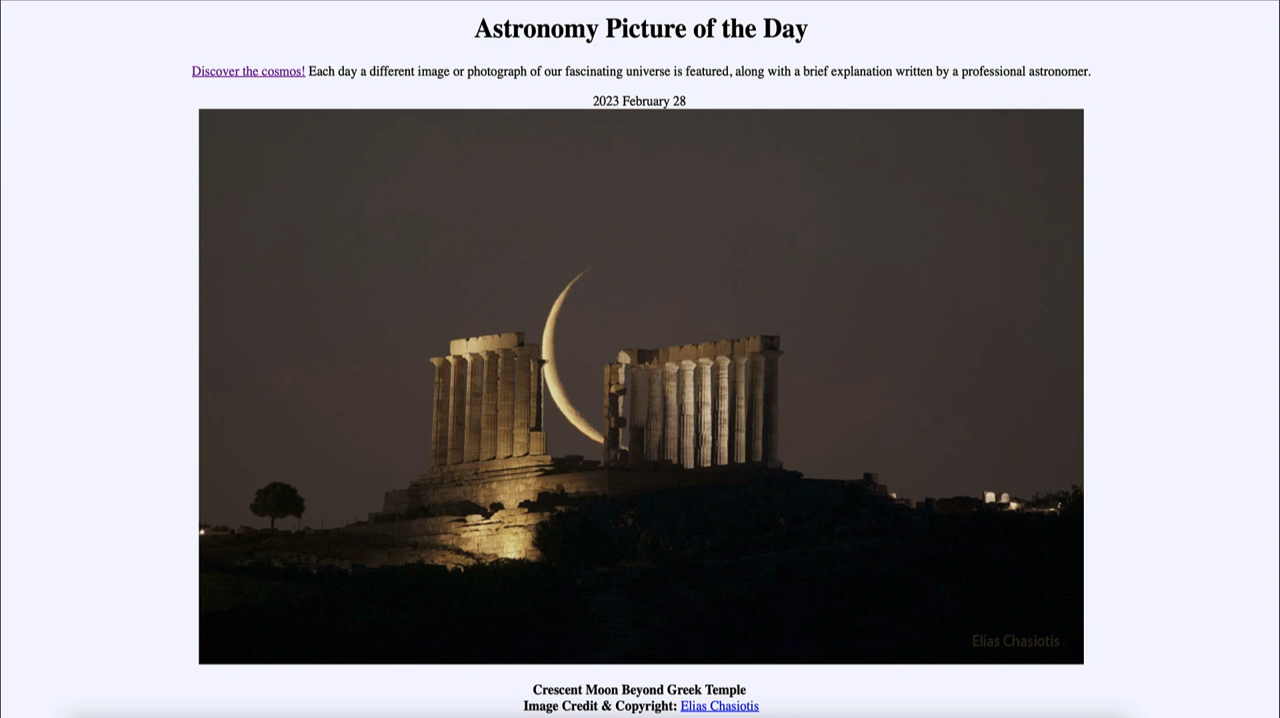 Astronomy Picture of the Day
Discover the cosmos! Each day a different image or photograph of our fascinating universe is featured, along with a brief explanation written by a professional astronomer.
2023 February 28
Elias Chasiotis
Crescent Moon Beyond Greek Temple
Image Credit & Copyright: Elias Chasiotis